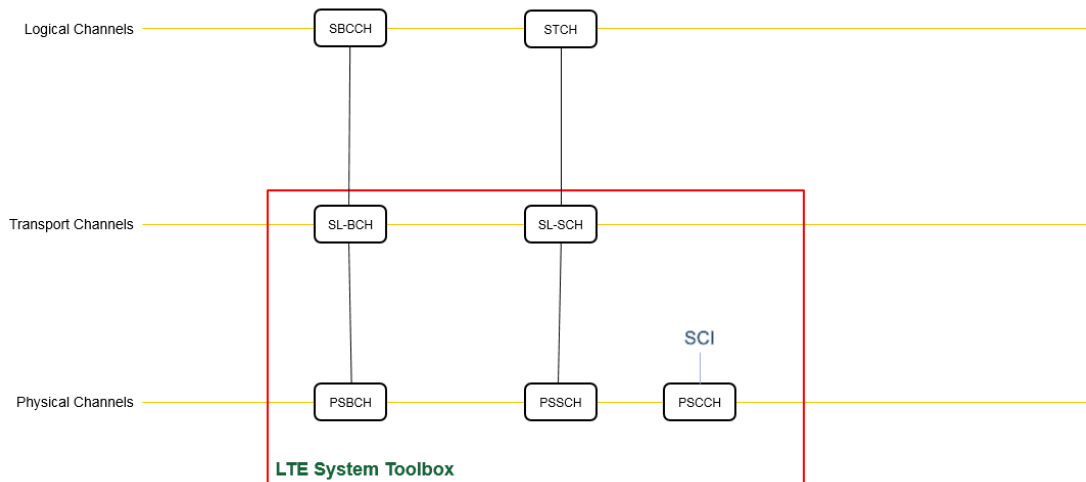 Logical Channels
SBCCH
STCH
Transport Channels
SL-BCH
SL-SCH
SCI
Physical Channels
PSBCH
PSSCH
PSCCH
LTE System Toolbox